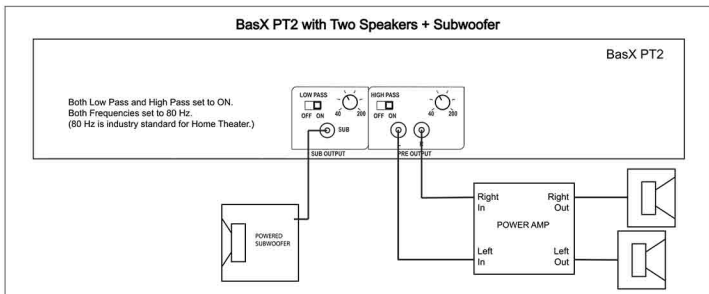 BasX PT2 with Two Speakers + Subwoofer
BasX PT2
Both Low Pass and High Pass set to ON.
Both Frequencies set to 80 Hz.
(80 Hz is industry standard for Home Theater.)
LOW PASS
OFF ON
40 200
SUB
SUB OUTPUT
HIGH PASS
OFF ON
40 200
L R
PRE OUTPUT
POWERED
SUBWOOFER
Right
In
Right
Out
POWER AMP
Left
In
Left
Out